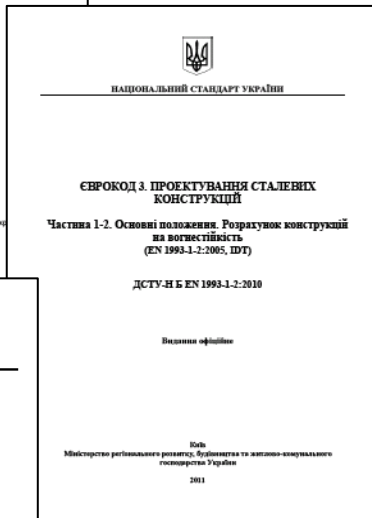 НАЦІОНАЛЬНИЙ СТАНДАРТ УКРАЇНИ
ЄВРОКОД 3. ПРОЕКТУВАННЯ СТАЛЕВИХ
КОНСТРУКЦІЙ
Частина 1-2. Основні положення. Розрахунок конструкцій
на вогнестійкість
(EN 1993-1-2:2005, IDT)
ДСТУ-Н Б EN 1993-1-2:2010
Видання офіційне
Київ
Міністерство регіонального розвитку, будівництва та житлово-комунального
господарства України
2011